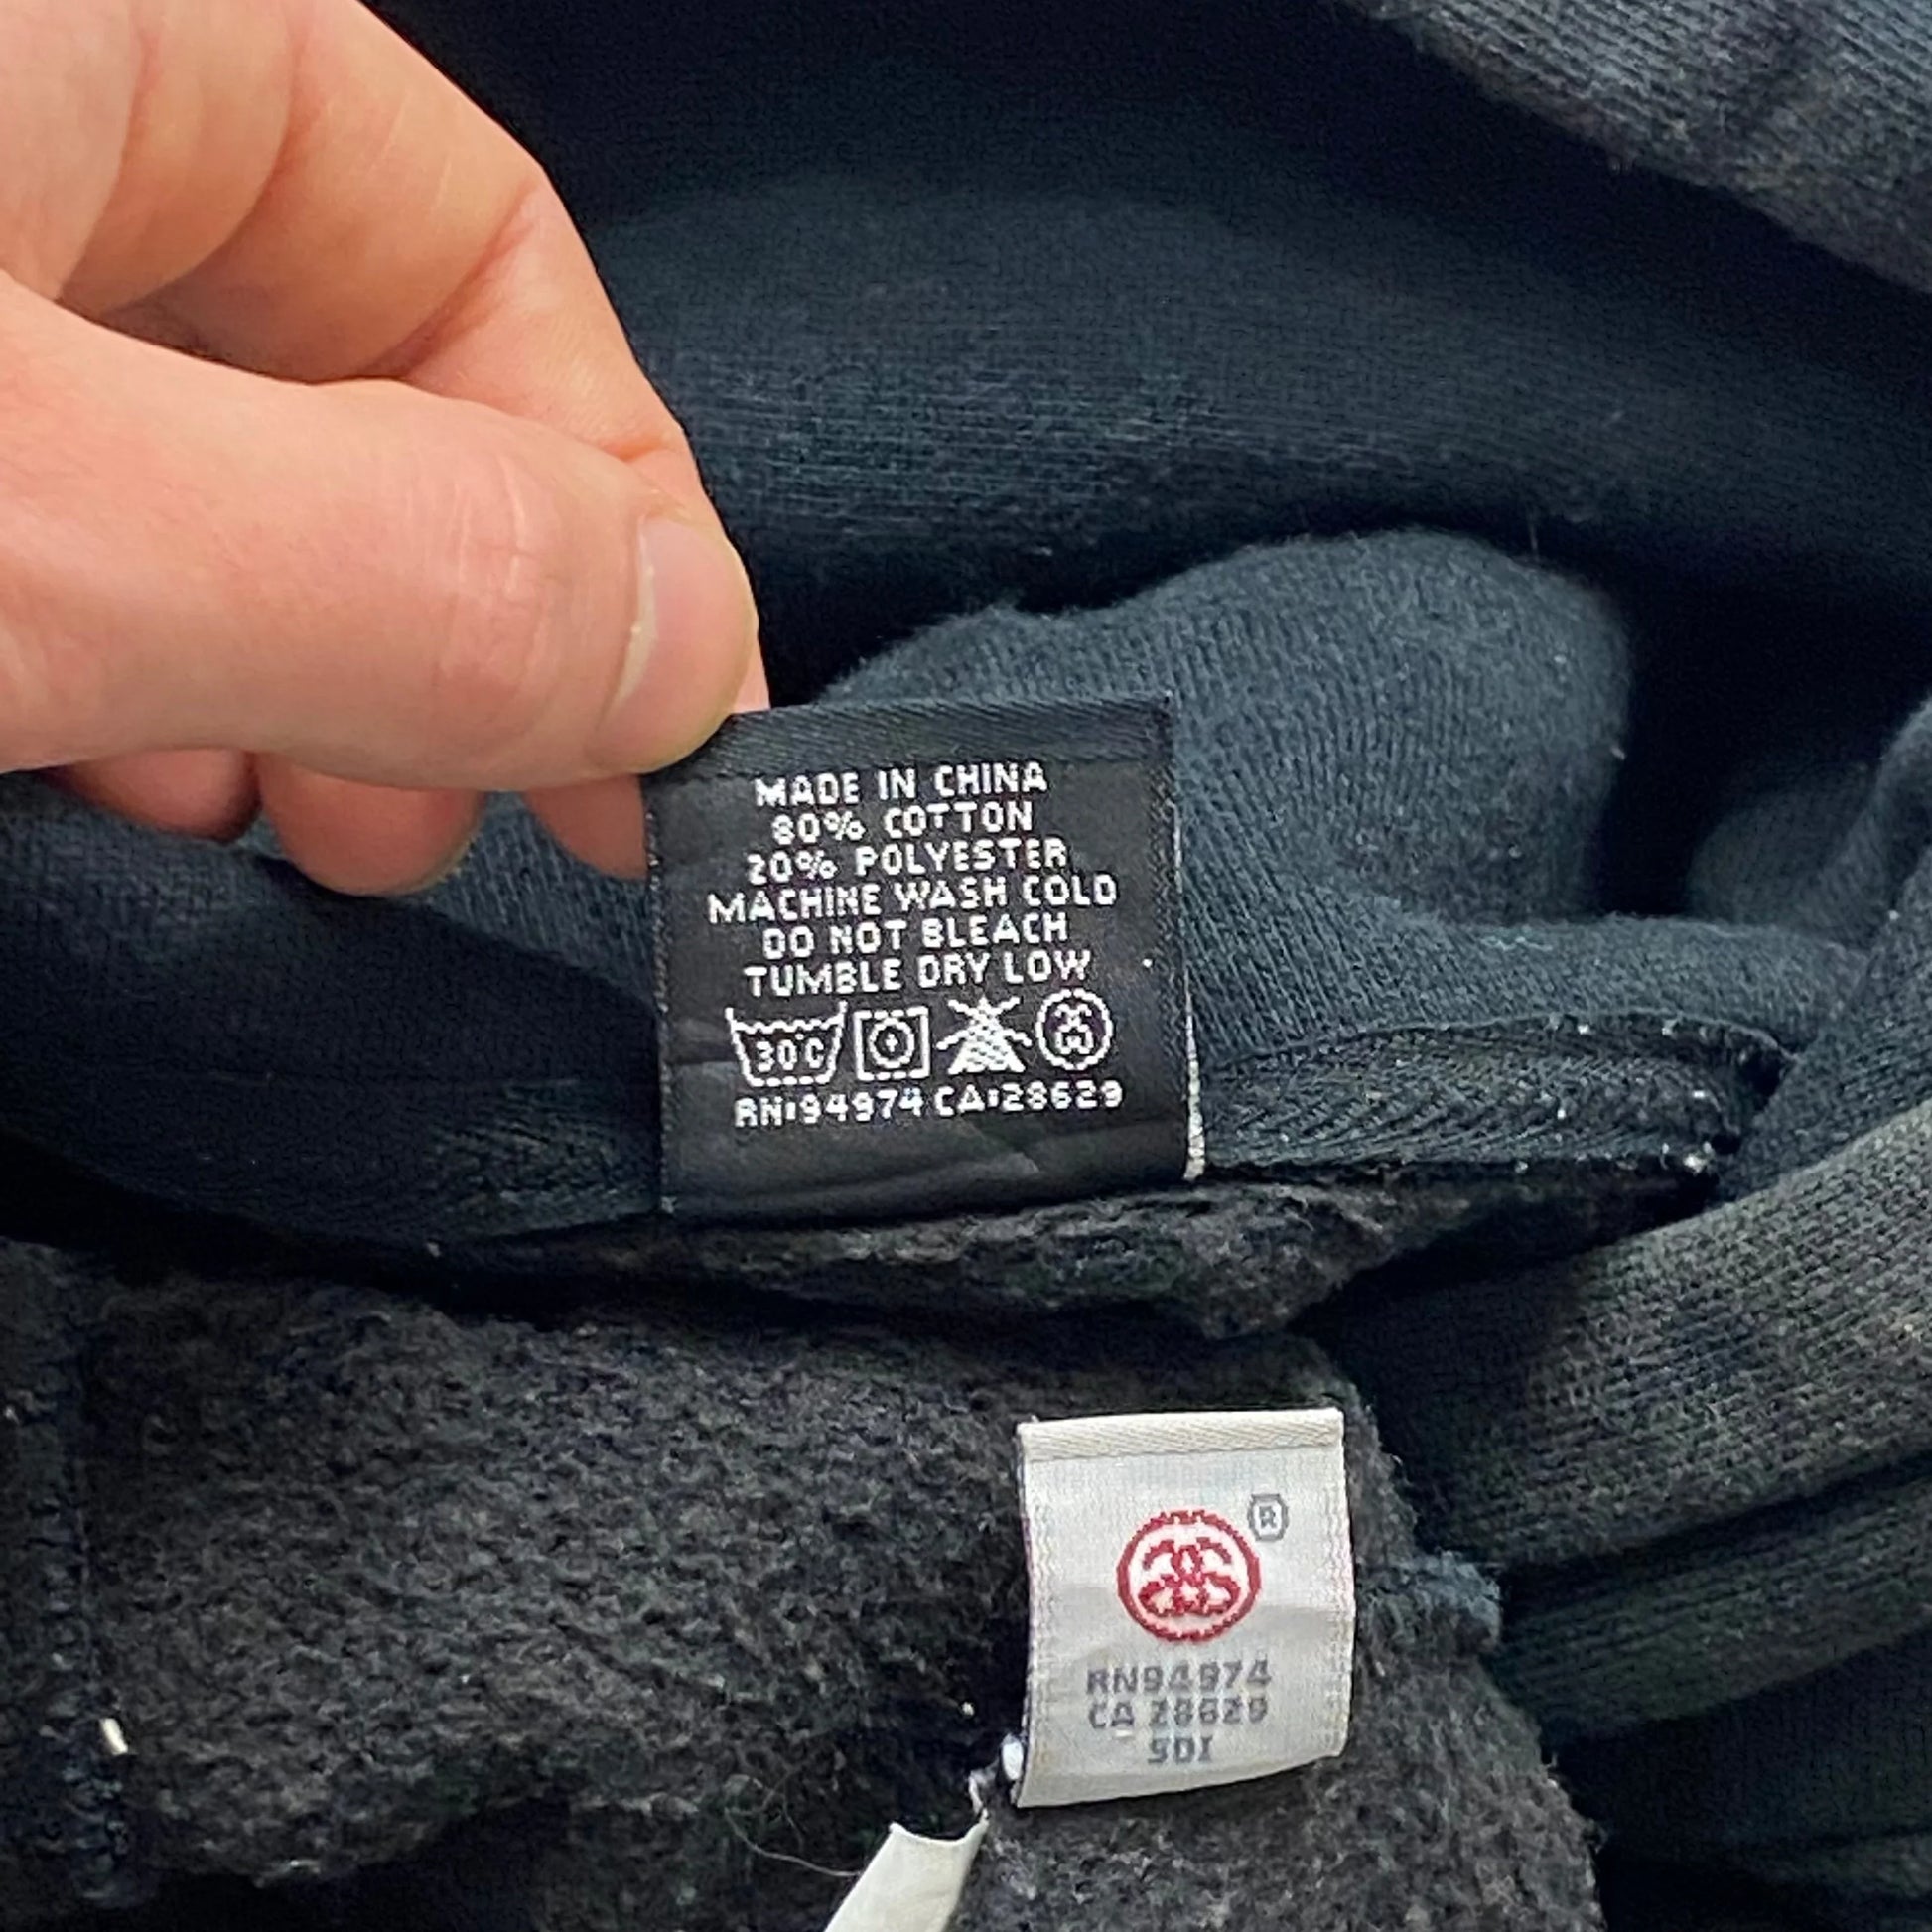 MADE IN CHINA
80% COTTON
20% POLYESTER
MACHINE WASH COLD
DO NOT BLEACH
TUMBLE DRY LOW
30C
RN:94974 CA:28629
R
RN94974
CA 28629
SDI